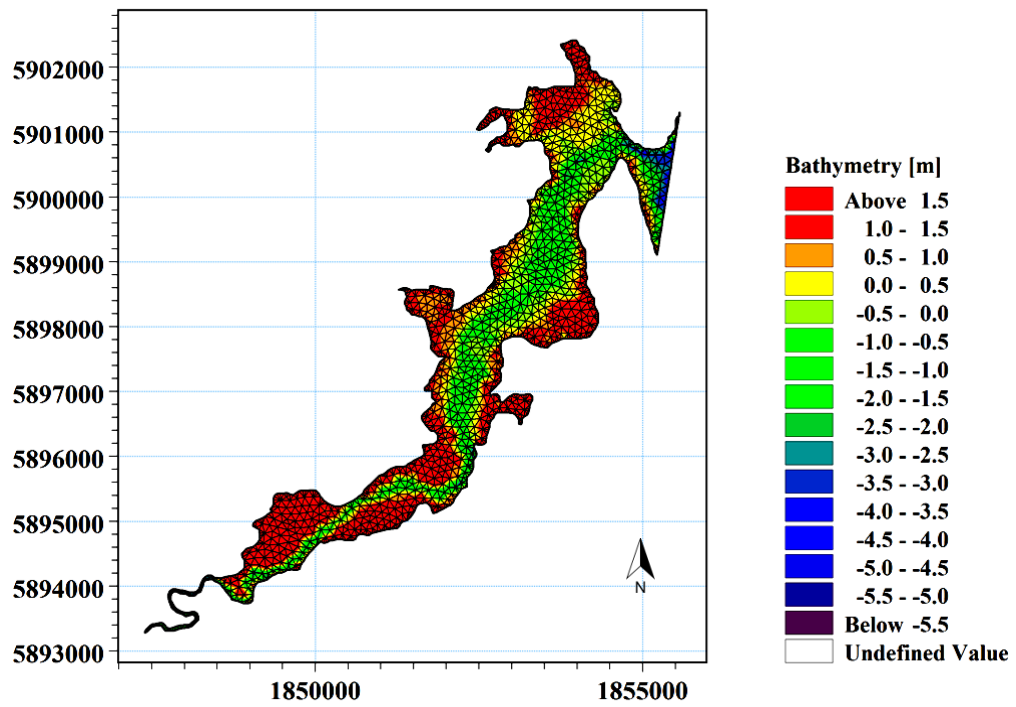 5902000
5901000
5900000
5899000
5898000
5897000
5896000
5895000
5894000
5893000
1850000
1855000
N
Bathymetry [m]
Above 1.5
1.0 - 1.5
0.5 - 1.0
0.0 - 0.5
-0.5 - 0.0
-1.0 - -0.5
-1.5 - -1.0
-2.0 - -1.5
-2.5 - -2.0
-3.0 - -2.5
-3.5 - -3.0
-4.0 - -3.5
-4.5 - -4.0
-5.0 - -4.5
-5.5 - -5.0
Below -5.5
Undefined Value